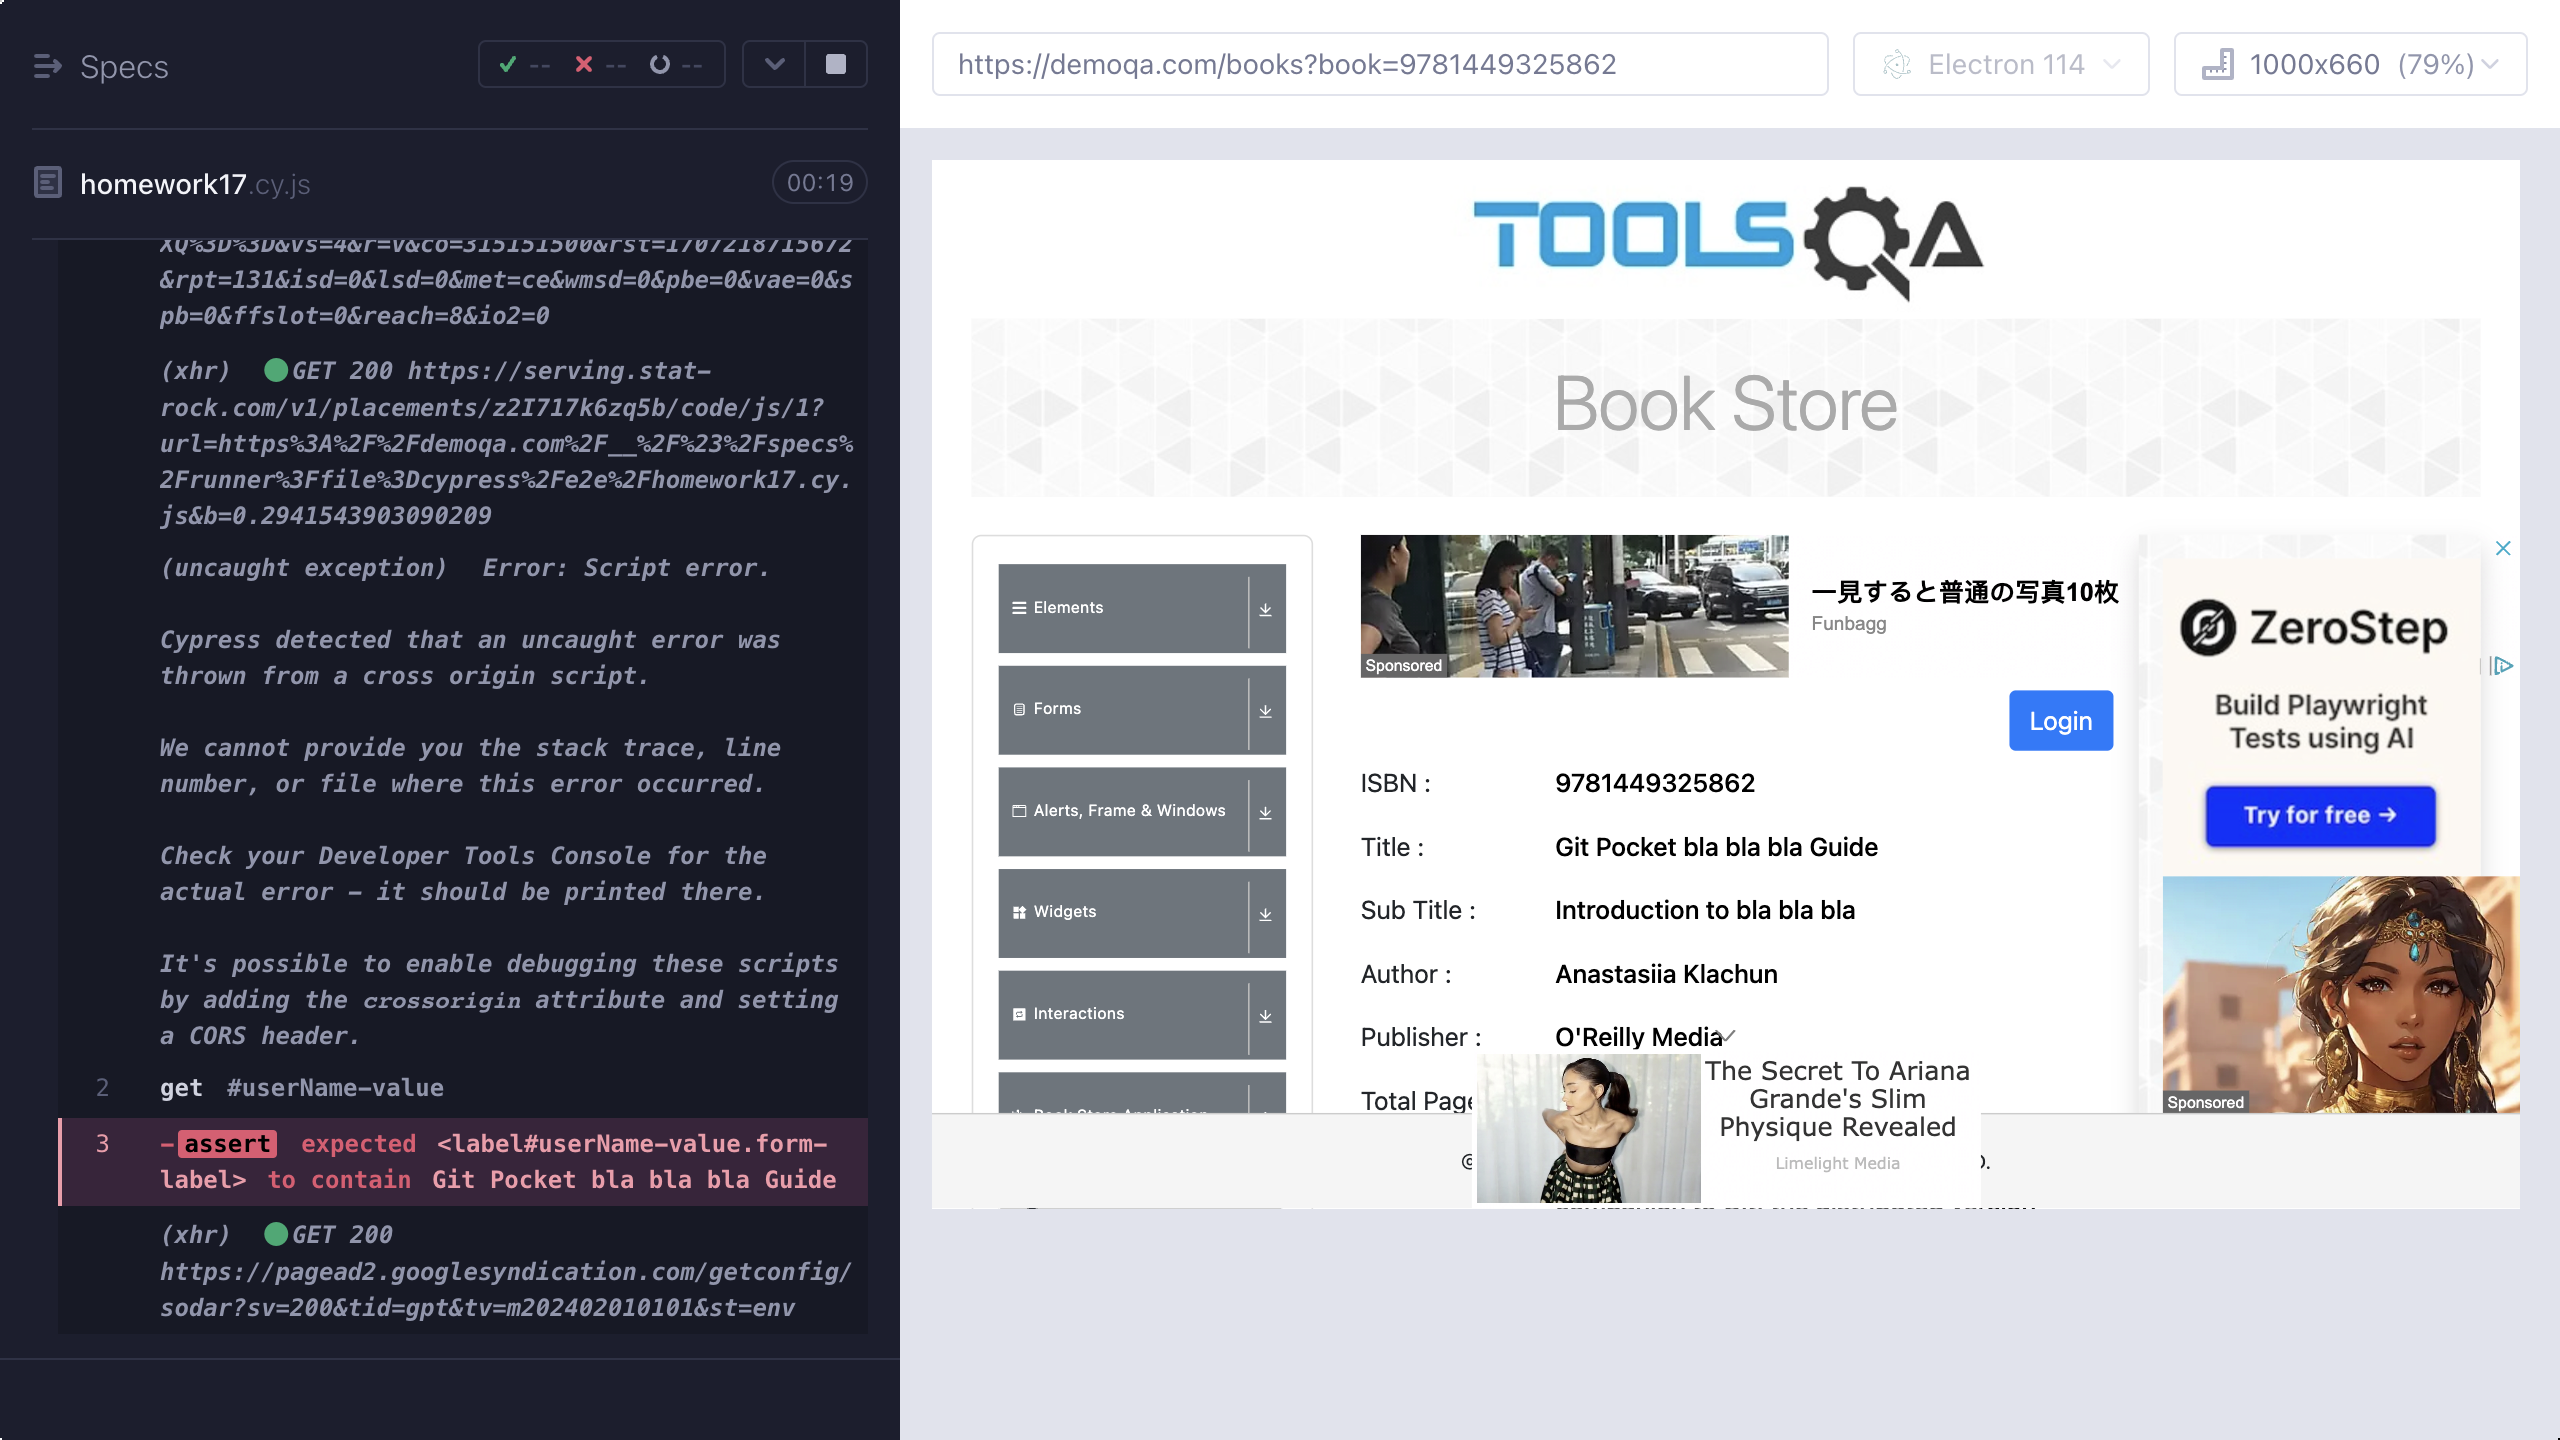 Specs
-- -- --
homework17.cy.js
00:19
XQ%3D%3D&vs=4&r=v&co=315151500&rst=1707218715672
&rpt=131&isd=0&lsd=0&met=ce&wmsd=0&pbe=0&vae=0&s
pb=0&ffslot=0&reach=8&io2=0
(xhr) GET 200 https://serving.stat-
rock.com/v1/placements/z2I717k6zq5b/code/js/1?
url=https%3A%2F%2Fdemoqa.com%2F__%2F%23%2Fspecs%
2Frunner%3Ffile%3Dcypress%2Fe2e%2Fhomework17.cy.
js&b=0.2941543903090209
(uncaught exception) Error: Script error.
Cypress detected that an uncaught error was
thrown from a cross origin script.
We cannot provide you the stack trace, line
number, or file where this error occurred.
Check your Developer Tools Console for the
actual error - it should be printed there.
It's possible to enable debugging these scripts
by adding the crossorigin attribute and setting
a CORS header.
2 get #userName-value
3 -assert expected <label#userName-value.form-
label> to contain Git Pocket bla bla bla Guide
(xhr) GET 200
https://pagead2.googlesyndication.com/getconfig/
sodar?sv=200&tid=gpt&tv=m202402010101&st=env
https://demoqa.com/books?book=9781449325862
Electron 114
1000x660 (79%)
TOOLSQA
Book Store
Elements
Forms
Alerts, Frame & Windows
Widgets
Interactions
Book Store Application
Sponsored
一見すると普通の写真10枚
Funbagg
Login
ISBN : 9781449325862
Title : Git Pocket bla bla bla Guide
Sub Title : Introduction to bla bla bla
Author : Anastasiia Klachun
Publisher : O'Reilly Media
Total Page
The Secret To Ariana
Grande's Slim
Physique Revealed
Limelight Media
ZeroStep
Build Playwright
Tests using AI
Try for free →
Sponsored